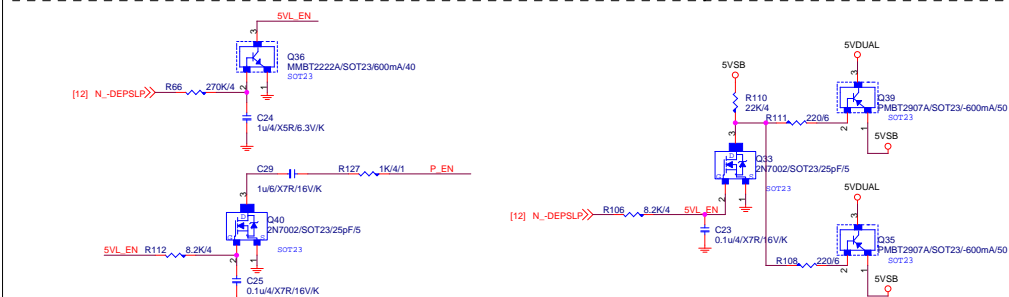 5VL_EN
3
Q36
MMBT2222A/SOT23/600mA/40
SOT23
[12] N_-DEPSLP
R66
270K/4
2
1
C24
1u/4/X5R/6.3V/K
C29
1u/6/X7R/16V/K
R127
1K/4/1
P_EN
3
D
G
S
Q40
2N7002/SOT23/25pF/5
SOT23
5VL_EN
R112
8.2K/4
2
1
C25
0.1u/4/X7R/16V/K
5VSB
R110
22K/4
R111
220/6
3
D
G
S
Q33
2N7002/SOT23/25pF/5
SOT23
[12] N_-DEPSLP
R106
8.2K/4
5VL_EN
2
1
C23
0.1u/4/X7R/16V/K
5VDUAL
3
Q39
PMBT2907A/SOT23/-600mA/50
SOT23
2
1
5VSB
5VDUAL
3
Q35
PMBT2907A/SOT23/-600mA/50
SOT23
R108
220/6
2
1
5VSB